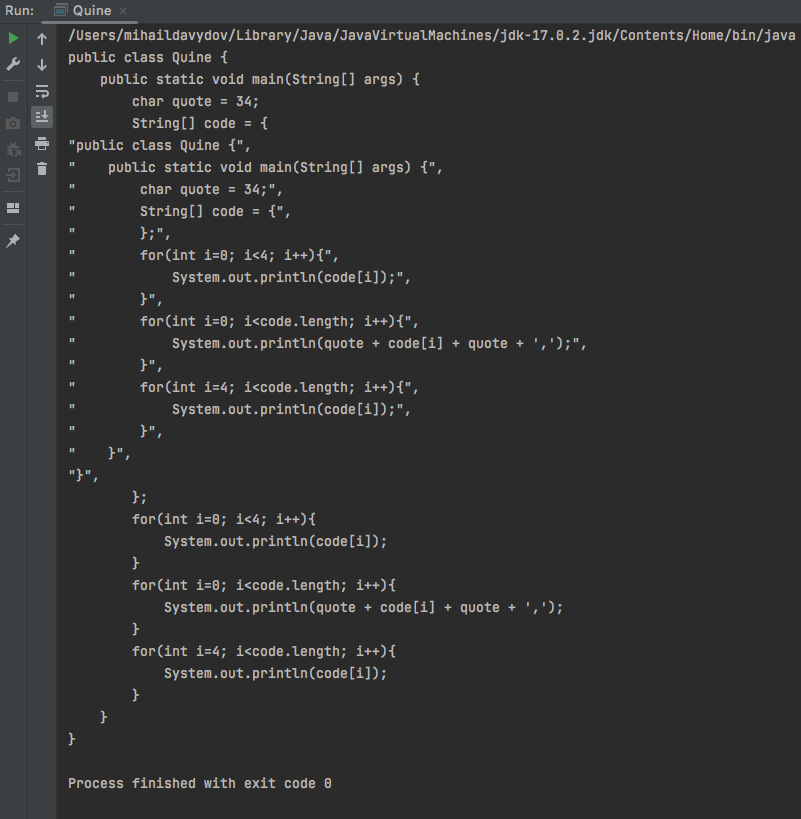 Run: Quine ×
/Users/mihaildavydov/Library/Java/JavaVirtualMachines/jdk-17.0.2.jdk/Contents/Home/bin/java
public class Quine {
    public static void main(String[] args) {
        char quote = 34;
        String[] code = {
"public class Quine {",
"    public static void main(String[] args) {",
"        char quote = 34;",
"        String[] code = {",
"        };",
"        for(int i=0; i<4; i++){",
"            System.out.println(code[i]);",
"        }",
"        for(int i=0; i<code.length; i++){",
"            System.out.println(quote + code[i] + quote + ',');",
"        }",
"        for(int i=4; i<code.length; i++){",
"            System.out.println(code[i]);",
"        }",
"    }",
"}",
        };
        for(int i=0; i<4; i++){
            System.out.println(code[i]);
        }
        for(int i=0; i<code.length; i++){
            System.out.println(quote + code[i] + quote + ',');
        }
        for(int i=4; i<code.length; i++){
            System.out.println(code[i]);
        }
    }
}
Process finished with exit code 0